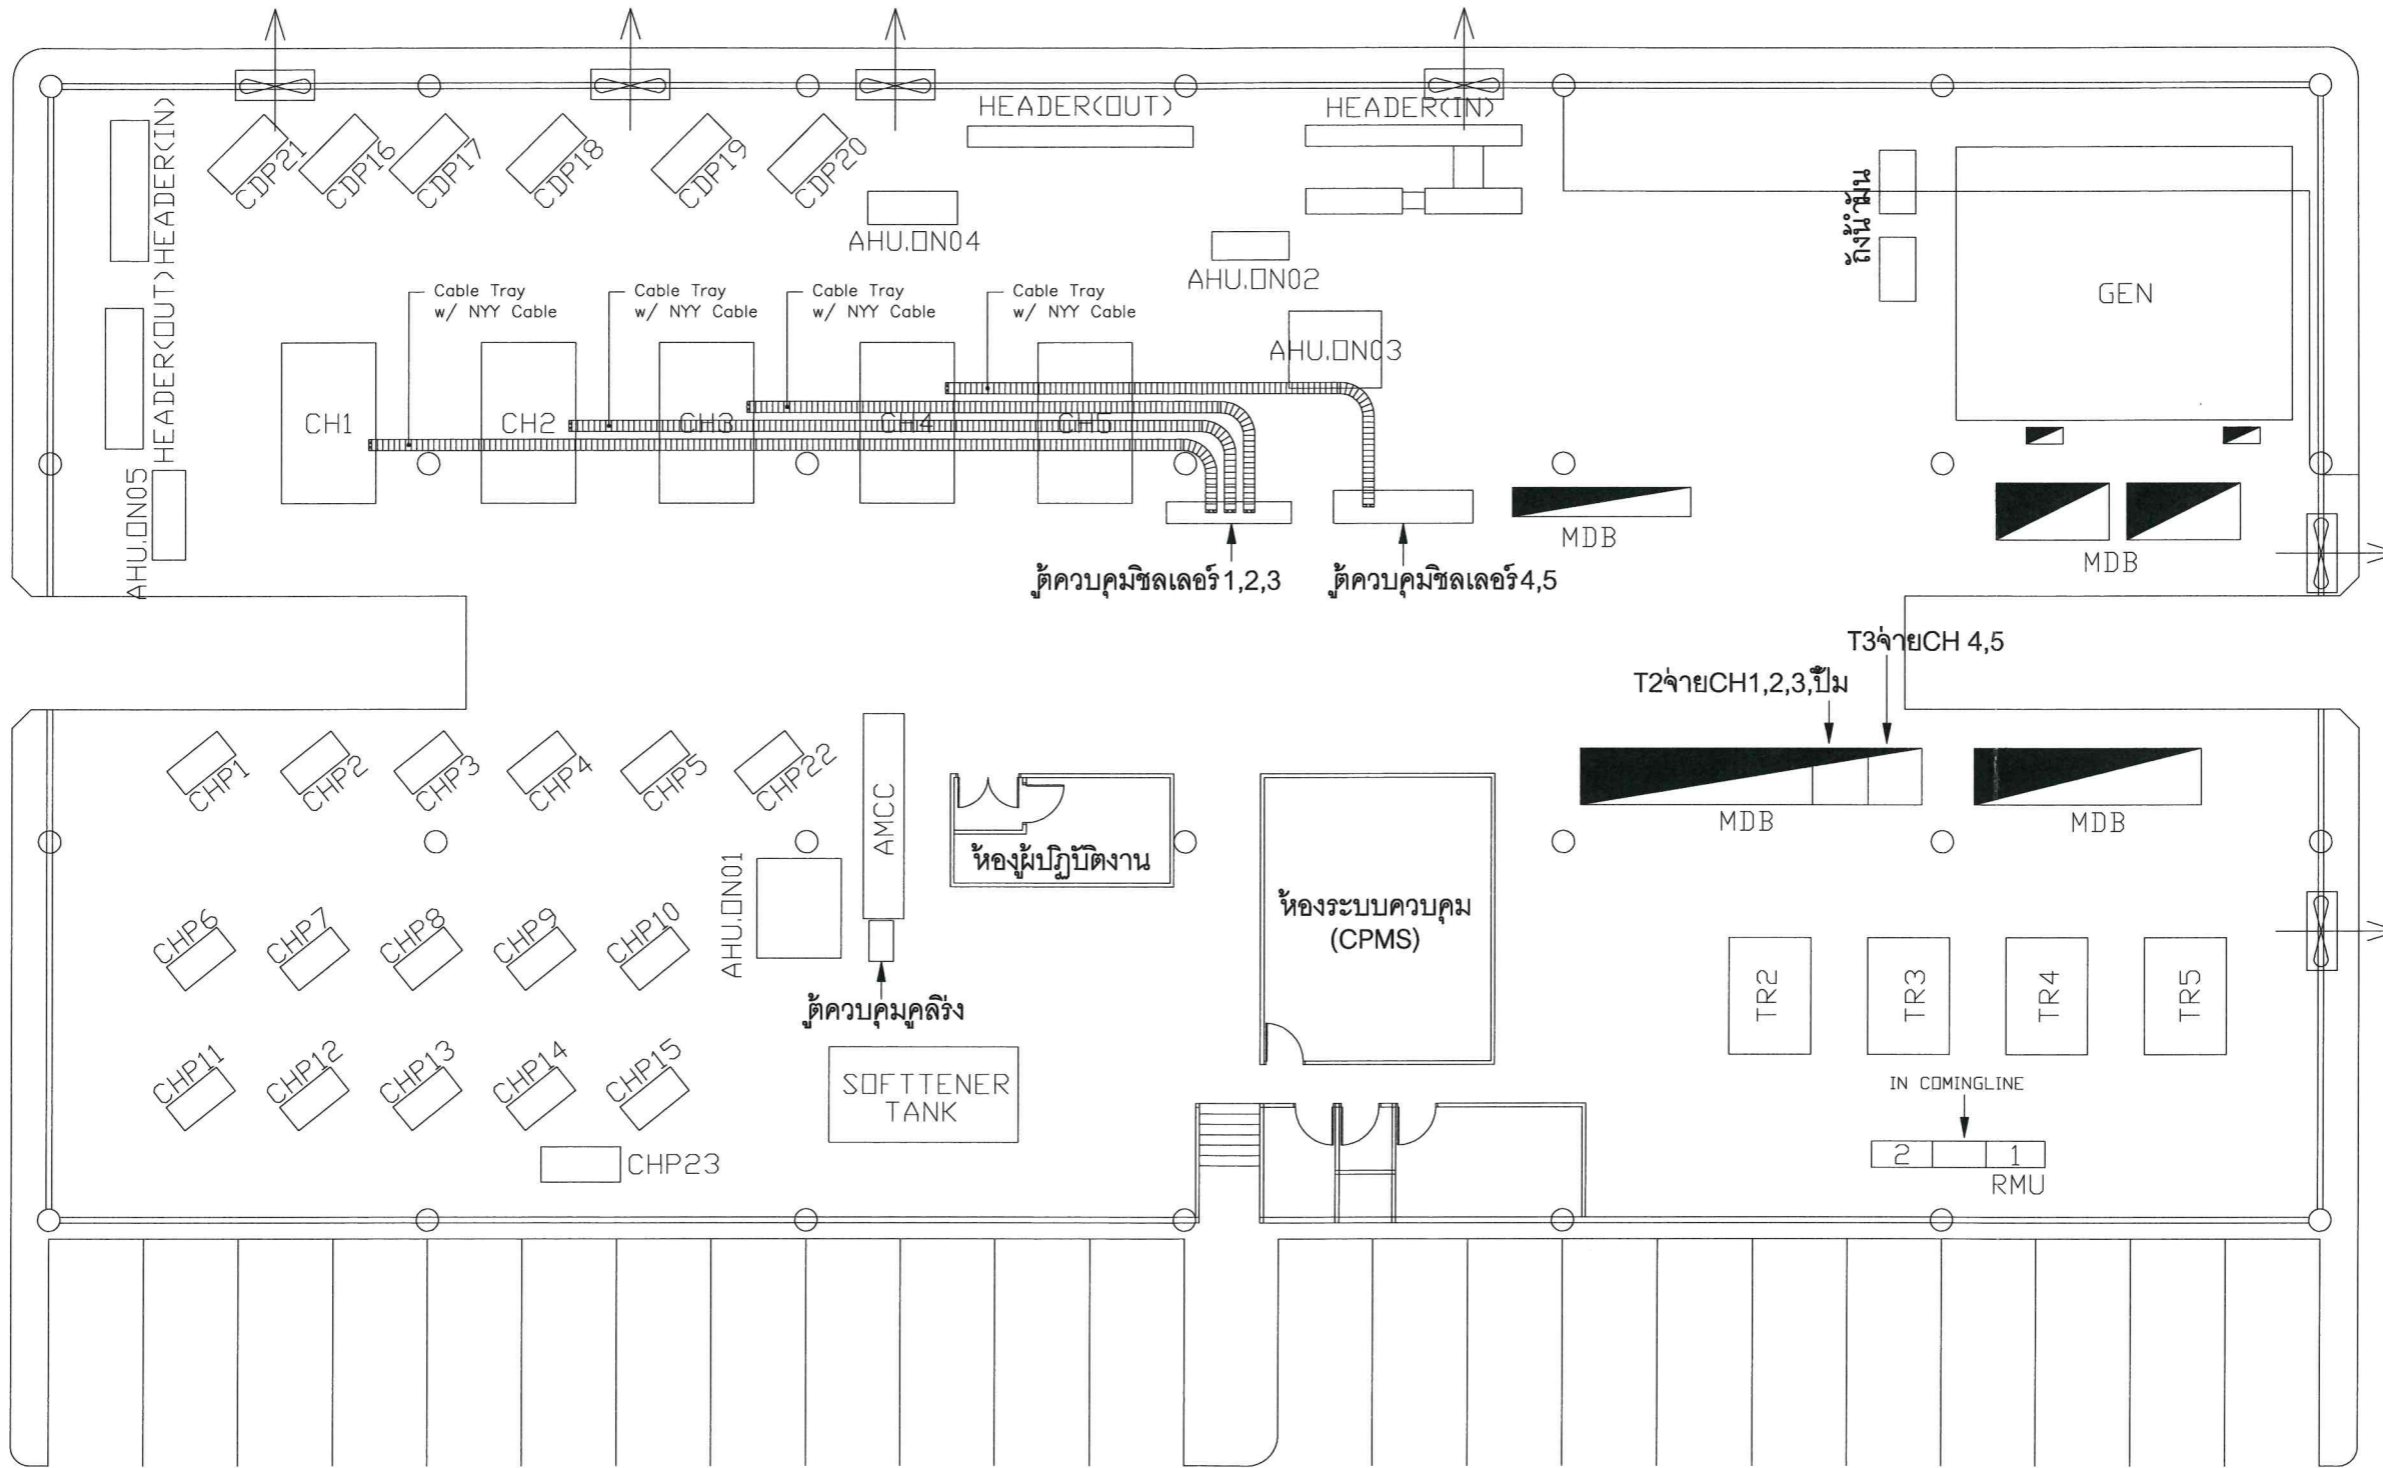 HEADER(OUT)
HEADER(IN)
HEADER(IN)
CDP21
CDP16
CDP17
CDP18
CDP19
CDP20
AHU.ON04
AHU.ON02
ถังน้ำมัน
GEN
HEADER(OUT)
Cable Tray
w/ NYY Cable
Cable Tray
w/ NYY Cable
Cable Tray
w/ NYY Cable
Cable Tray
w/ NYY Cable
AHU.ON03
CH1
CH2
CH3
CH4
CH5
AHU.ON05
MDB
MDB
ตู้ควบคุมชิลเลอร์1,2,3
ตู้ควบคุมชิลเลอร์4,5
T3จ่ายCH 4,5
T2จ่ายCH1,2,3,ปั๊ม
CHP1
CHP2
CHP3
CHP4
CHP5
CHP22
AMCC
MDB
MDB
ห้องผู้ปฏิบัติงาน
AHU.ON01
CHP6
CHP7
CHP8
CHP9
CHP10
ห้องระบบควบคุม
(CPMS)
TR2
TR3
TR4
TR5
ตู้ควบคุมคูลิ่ง
CHP11
CHP12
CHP13
CHP14
CHP15
SOFTTENER
TANK
IN COMINGLINE
CHP23
2
1
RMU